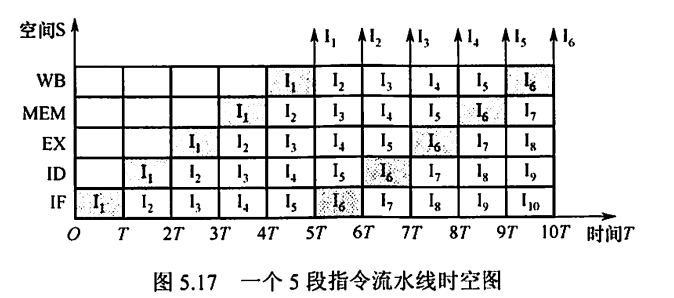 空间S I₁ I₂ I₃ I₄ I₅ I₆
WB I₁ I₂ I₃ I₄ I₅ I₆
MEM I₁ I₂ I₃ I₄ I₅ I₆ I₇
EX I₁ I₂ I₃ I₄ I₅ I₆ I₇ I₈
ID I₁ I₂ I₃ I₄ I₅ I₆ I₇ I₈ I₉
IF I₁ I₂ I₃ I₄ I₅ I₆ I₇ I₈ I₉ I₁₀
O T 2T 3T 4T 5T 6T 7T 8T 9T 10T 时间T
图 5.17 一个 5 段指令流水线时空图